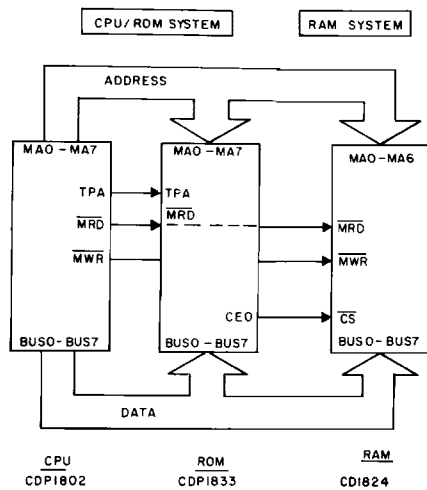 CPU/ROM SYSTEM
RAM SYSTEM
ADDRESS
MA0-MA7
MA0-MA7
MA0-MA6
TPA
TPA
MRD
MRD
MRD
MWR
MWR
CEO
CS
BUS0-BUS7
BUS0-BUS7
BUS0-BUS7
DATA
CPU
ROM
RAM
CDP1802
CDP1833
CD1824